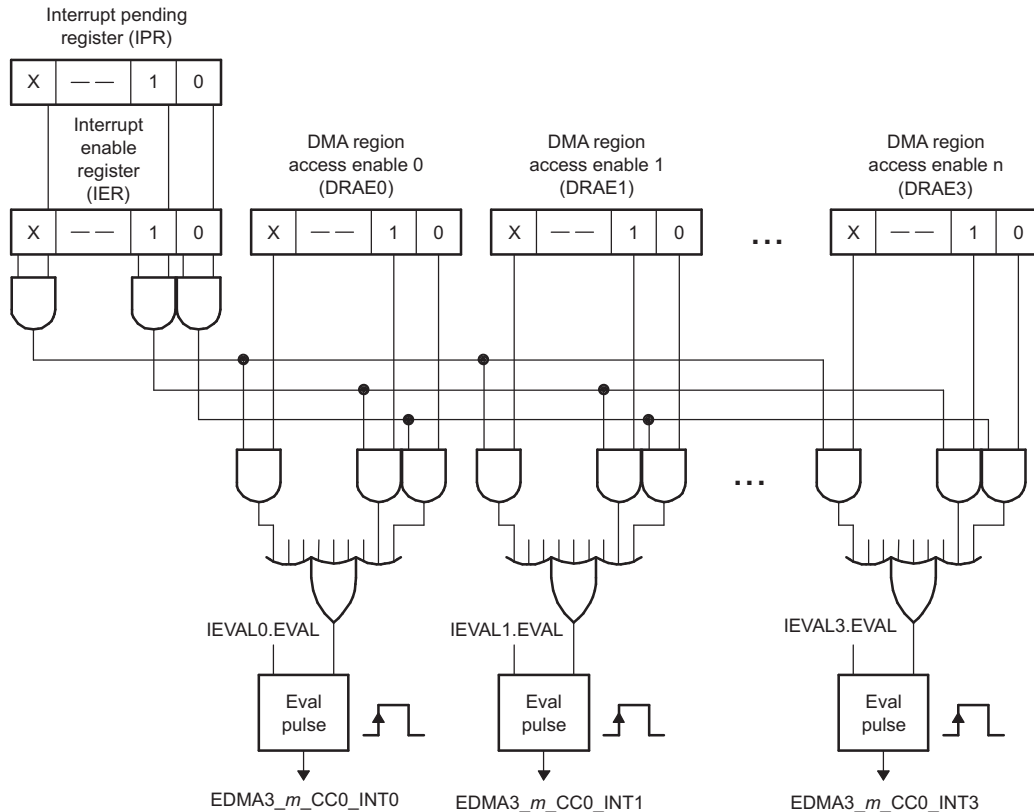 Interrupt pending
register (IPR)
X — — 1 0
Interrupt
enable
register
(IER)
X — — 1 0
DMA region
access enable 0
(DRAE0)
X — — 1 0
DMA region
access enable 1
(DRAE1)
X — — 1 0
...
DMA region
access enable n
(DRAE3)
X — — 1 0
...
IEVAL0.EVAL
IEVAL1.EVAL
IEVAL3.EVAL
Eval
pulse
Eval
pulse
Eval
pulse
EDMA3_m_CC0_INT0
EDMA3_m_CC0_INT1
EDMA3_m_CC0_INT3